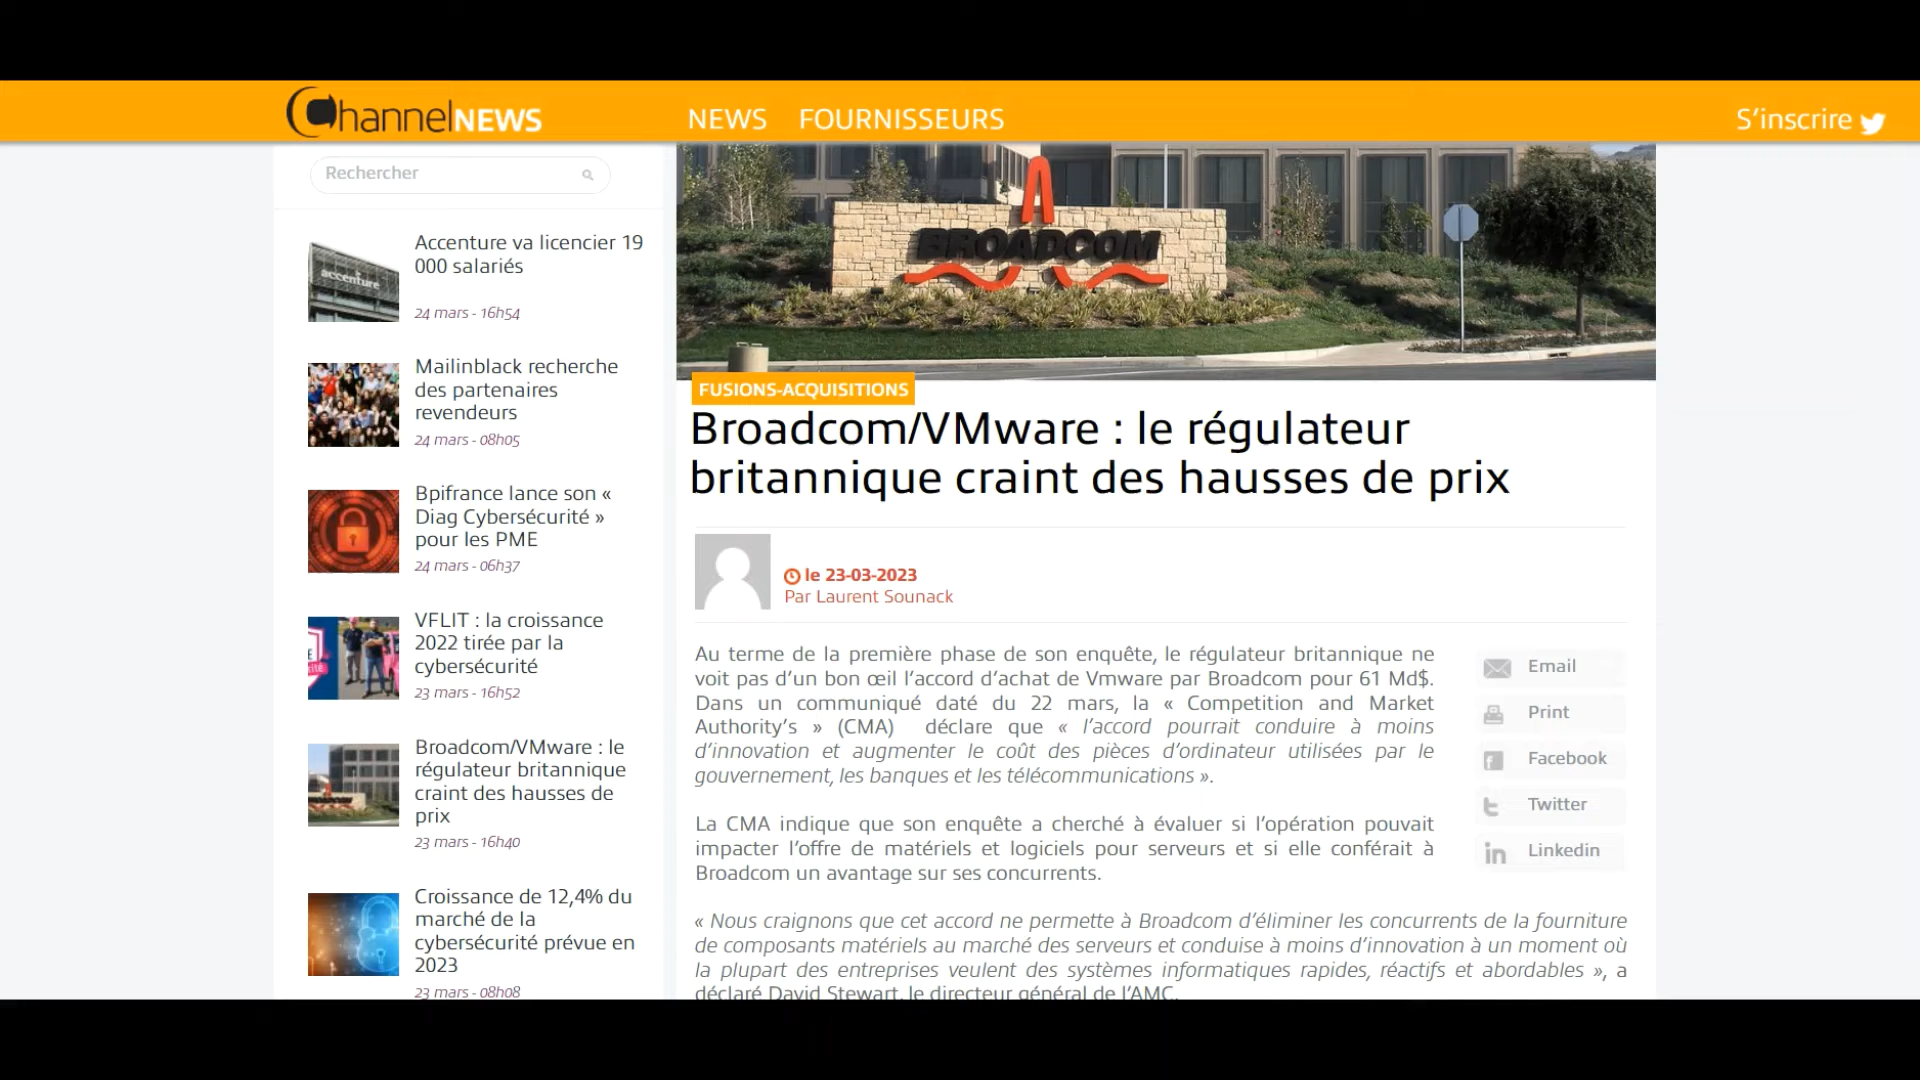 ChannelNEWS
NEWS FOURNISSEURS
S'inscrire
Rechercher
Accenture va licencier 19
000 salariés
24 mars - 16h54
accenture
Mailinblack recherche
des partenaires
revendeurs
24 mars - 08h05
Bpifrance lance son «
Diag Cybersécurité »
pour les PME
24 mars - 06h37
VFLIT : la croissance
2022 tirée par la
cybersécurité
23 mars - 16h52
Broadcom/VMware : le
régulateur britannique
craint des hausses de
prix
23 mars - 16h40
Croissance de 12,4% du
marché de la
cybersécurité prévue en
2023
23 mars - 08h08
BROADCOM
FUSIONS-ACQUISITIONS
Broadcom/VMware : le régulateur
britannique craint des hausses de prix
le 23-03-2023
Par Laurent Sounack
Au terme de la première phase de son enquête, le régulateur britannique ne
voit pas d'un bon œil l'accord d'achat de Vmware par Broadcom pour 61 Md$.
Dans un communiqué daté du 22 mars, la « Competition and Market
Authority's » (CMA) déclare que « l'accord pourrait conduire à moins
d'innovation et augmenter le coût des pièces d'ordinateur utilisées par le
gouvernement, les banques et les télécommunications ».
La CMA indique que son enquête a cherché à évaluer si l'opération pouvait
impacter l'offre de matériels et logiciels pour serveurs et si elle conférait à
Broadcom un avantage sur ses concurrents.
« Nous craignons que cet accord ne permette à Broadcom d'éliminer les concurrents de la fourniture
de composants matériels au marché des serveurs et conduise à moins d'innovation à un moment où
la plupart des entreprises veulent des systèmes informatiques rapides, réactifs et abordables », a
déclaré David Stewart, le directeur général de l'AMC.
Email
Print
Facebook
Twitter
Linkedin